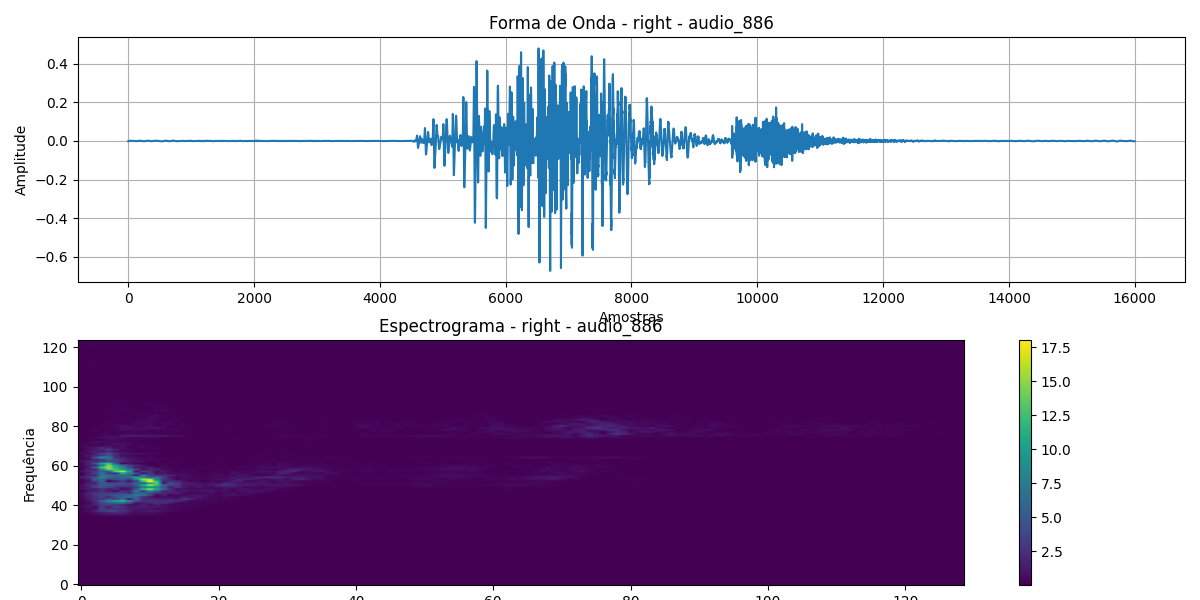 Forma de Onda - right - audio_886
Amplitude
0.4
0.2
0.0
−0.2
−0.4
−0.6
0 2000 4000 6000 8000 10000 12000 14000 16000
Amostras
Espectrograma - right - audio_886
Frequência
120
100
80
60
40
20
0
0 20 40 60 80 100 120
17.5
15.0
12.5
10.0
7.5
5.0
2.5